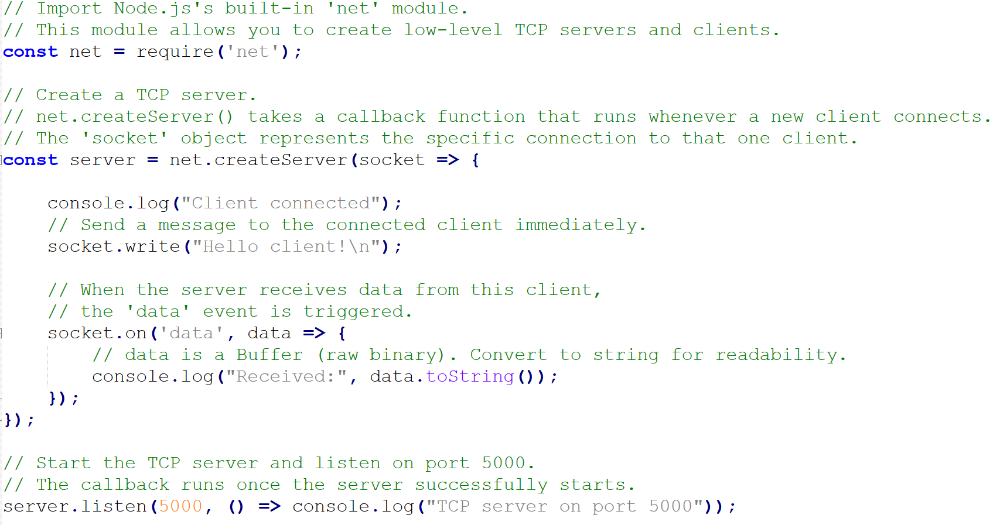 // Import Node.js's built-in 'net' module.
// This module allows you to create low-level TCP servers and clients.
const net = require('net');
// Create a TCP server.
// net.createServer() takes a callback function that runs whenever a new client connects.
// The 'socket' object represents the specific connection to that one client.
const server = net.createServer(socket => {
    console.log("Client connected");
    // Send a message to the connected client immediately.
    socket.write("Hello client!\n");
    // When the server receives data from this client,
    // the 'data' event is triggered.
    socket.on('data', data => {
        // data is a Buffer (raw binary). Convert to string for readability.
        console.log("Received:", data.toString());
    });
});
// Start the TCP server and listen on port 5000.
// The callback runs once the server successfully starts.
server.listen(5000, () => console.log("TCP server on port 5000"));